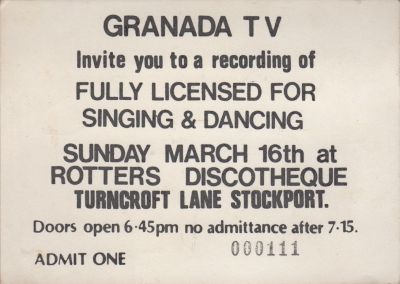 GRANADA TV
Invite you to a recording of
FULLY LICENSED FOR
SINGING & DANCING
SUNDAY MARCH 16th at
ROTTERS DISCOTHEQUE
TURNCROFT LANE STOCKPORT.
Doors open 6·45pm no admittance after 7·15.
000111
ADMIT ONE